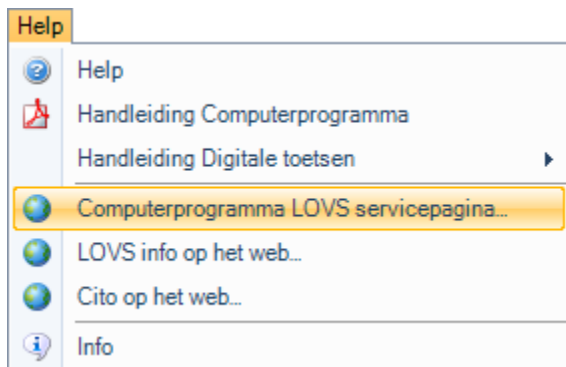 Help
Help
Handleiding Computerprogramma
Handleiding Digitale toetsen
Computerprogramma LOVS servicepagina...
LOVS info op het web...
Cito op het web...
Info